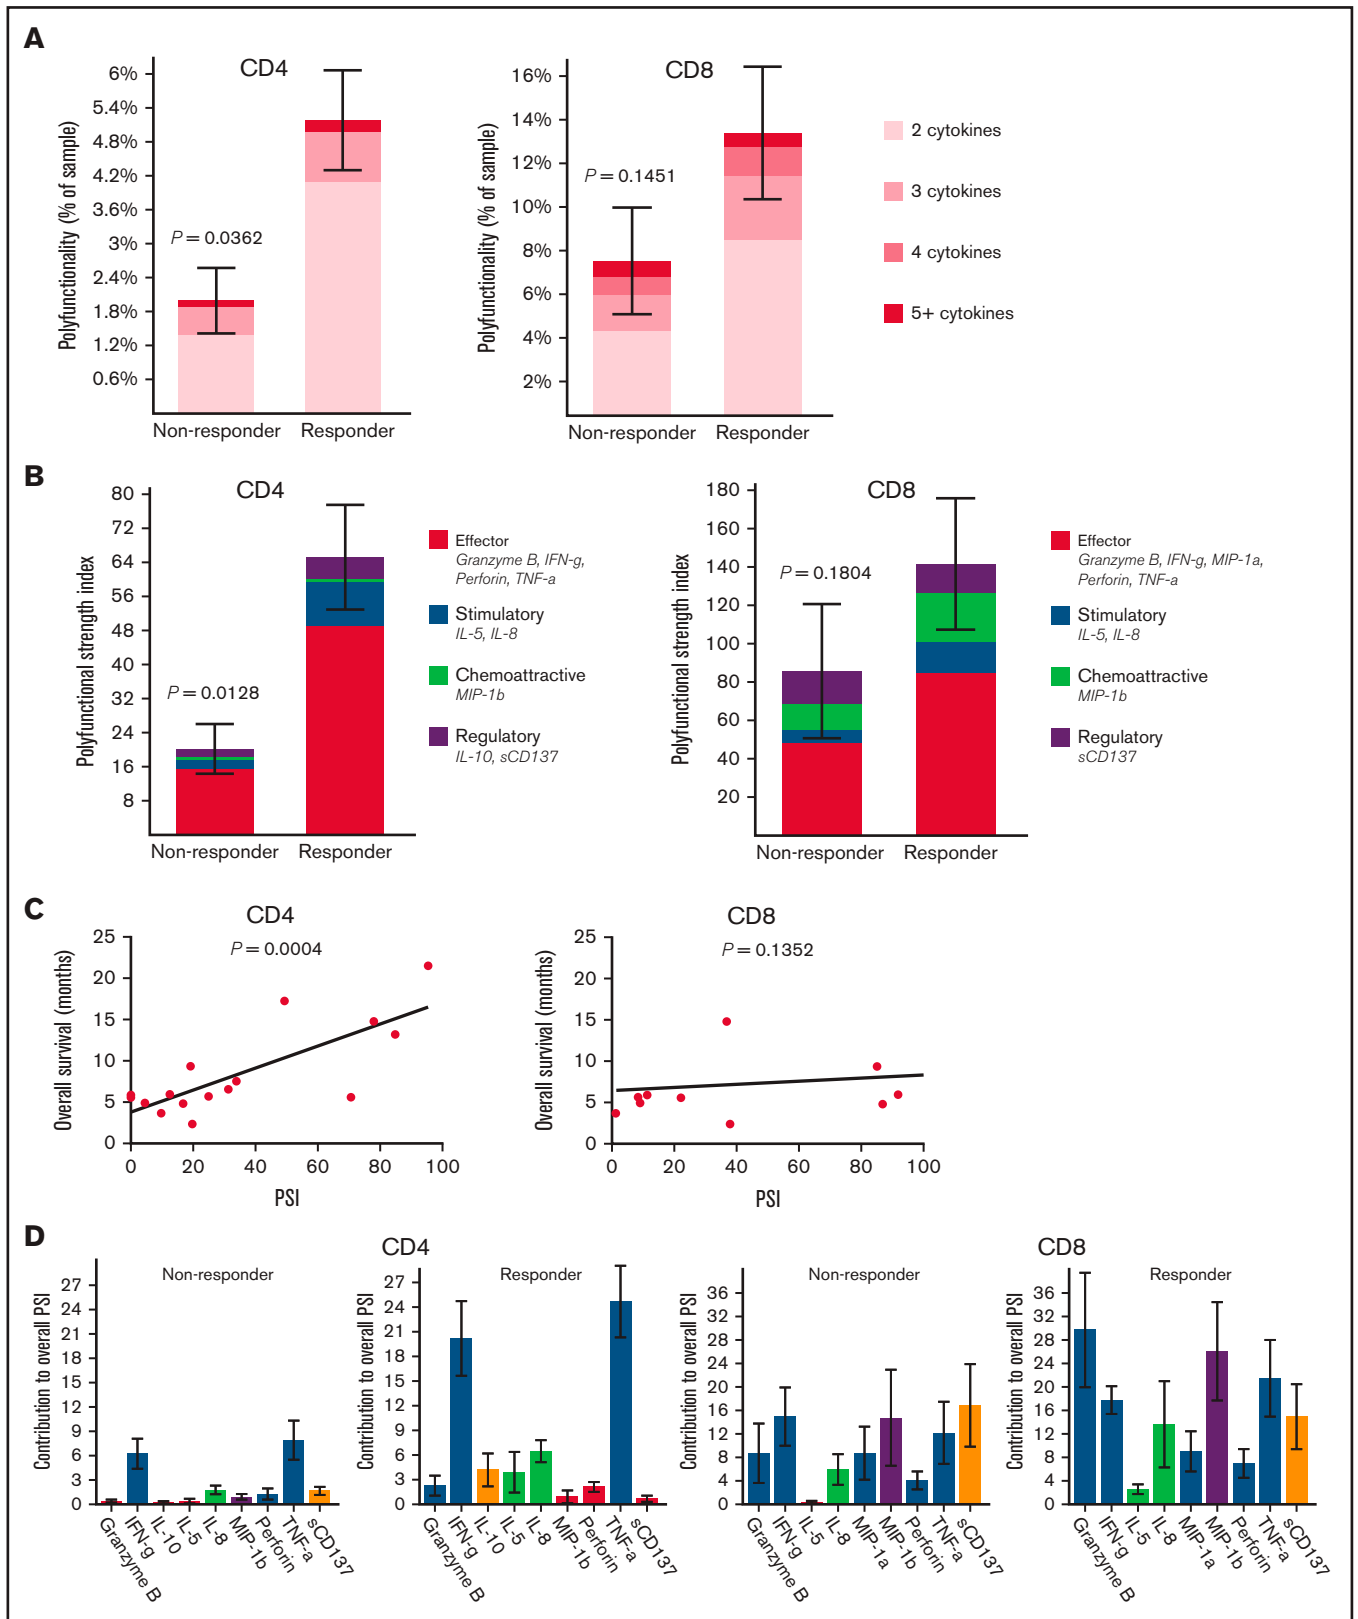 A
CD4
Polyfunctionality (% of sample)
6%
5.4%
4.8%
4.2%
3.6%
3%
2.4%
1.8%
1.2%
0.6%
P = 0.0362
Non-responder
Responder
CD8
Polyfunctionality (% of sample)
16%
14%
12%
10%
8%
6%
4%
2%
P = 0.1451
Non-responder
Responder
2 cytokines
3 cytokines
4 cytokines
5+ cytokines
B
CD4
Polyfunctional strength index
80
72
64
56
48
40
32
24
16
8
P = 0.0128
Non-responder
Responder
Effector
Granzyme B, IFN-g,
Perforin, TNF-a
Stimulatory
IL-5, IL-8
Chemoattractive
MIP-1b
Regulatory
IL-10, sCD137
CD8
Polyfunctional strength index
180
160
140
120
100
80
60
40
20
P = 0.1804
Non-responder
Responder
Effector
Granzyme B, IFN-g, MIP-1a,
Perforin, TNF-a
Stimulatory
IL-5, IL-8
Chemoattractive
MIP-1b
Regulatory
sCD137
C
CD4
P = 0.0004
Overall survival (months)
25
20
15
10
5
0
0 20 40 60 80 100
PSI
CD8
P = 0.1352
Overall survival (months)
25
20
15
10
5
0
0 20 40 60 80 100
PSI
D
CD4
Non-responder
Contribution to overall PSI
27
24
21
18
15
12
9
6
3
0
Granzyme B
IFN-g
IL-10
IL-5
IL-8
MIP-1b
Perforin
TNF-a
sCD137
Responder
Contribution to overall PSI
27
24
21
18
15
12
9
6
3
0
Granzyme B
IFN-g
IL-10
IL-5
IL-8
MIP-1b
Perforin
TNF-a
sCD137
CD8
Non-responder
Contribution to overall PSI
36
32
28
24
20
16
12
8
4
0
Granzyme B
IFN-g
IL-5
IL-8
MIP-1a
MIP-1b
Perforin
TNF-a
sCD137
Responder
Contribution to overall PSI
36
32
28
24
20
16
12
8
4
0
Granzyme B
IFN-g
IL-5
IL-8
MIP-1a
MIP-1b
Perforin
TNF-a
sCD137